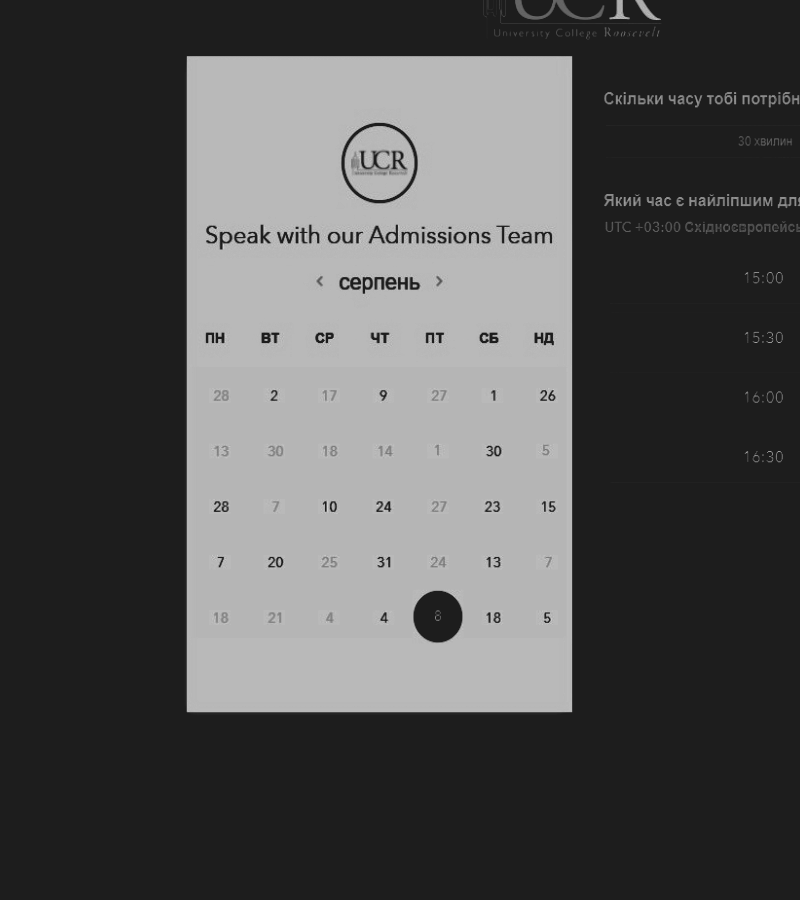 UCR
University College Roosevelt
UCR
Speak with our Admissions Team
серпень
ПН ВТ СР ЧТ ПТ СБ НД
28 2 17 9 27 1 26
13 30 18 14 1 30 5
28 7 10 24 27 23 15
7 20 25 31 24 13 7
18 21 4 4 8 18 5
Скільки часу тобі потрібн
30 хвилин
Який час є найліпшим для
UTC +03:00 Східноєвропейсь
15:00
15:30
16:00
16:30